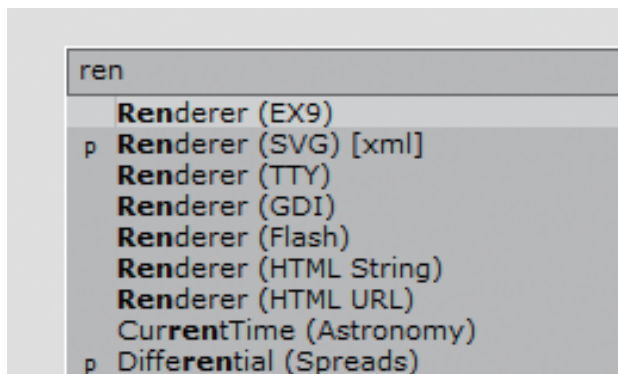 ren
Renderer (EX9)
p Renderer (SVG) [xml]
Renderer (TTY)
Renderer (GDI)
Renderer (Flash)
Renderer (HTML String)
Renderer (HTML URL)
CurrentTime (Astronomy)
p Differential (Spreads)